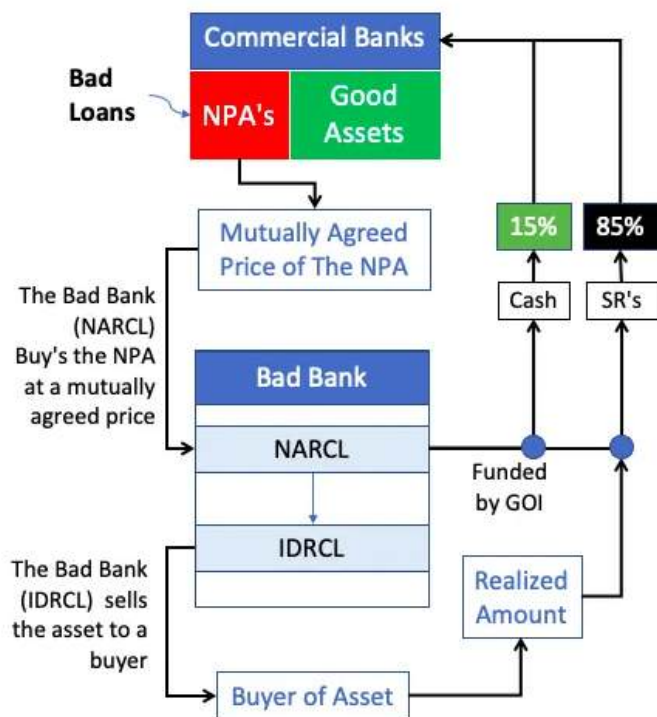 Commercial Banks
Bad
Loans
NPA's
Good
Assets
Mutually Agreed
Price of The NPA
15%
85%
Cash
SR's
The Bad Bank
(NARCL)
Buy's the NPA
at a mutually
agreed price
Bad Bank
NARCL
Funded
by GOI
IDRCL
The Bad Bank
(IDRCL) sells
the asset to a
buyer
Realized
Amount
Buyer of Asset